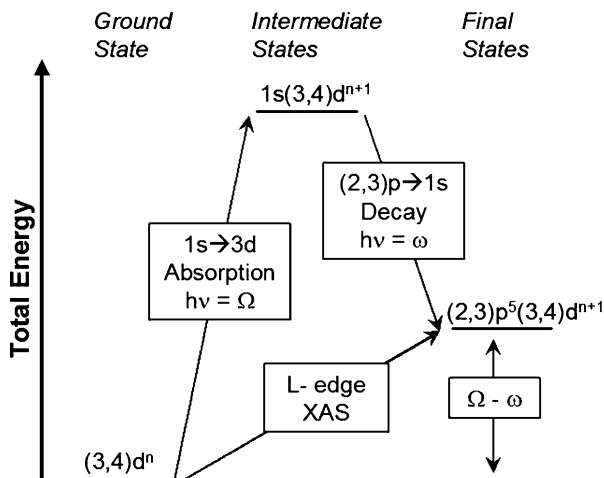 Ground
State
Intermediate
States
Final
States
Total Energy
1s(3,4)dⁿ⁺¹
(2,3)p→1s
Decay
hν = ω
1s→3d
Absorption
hν = Ω
(2,3)p⁵(3,4)dⁿ⁺¹
L- edge
XAS
Ω - ω
(3,4)dⁿ